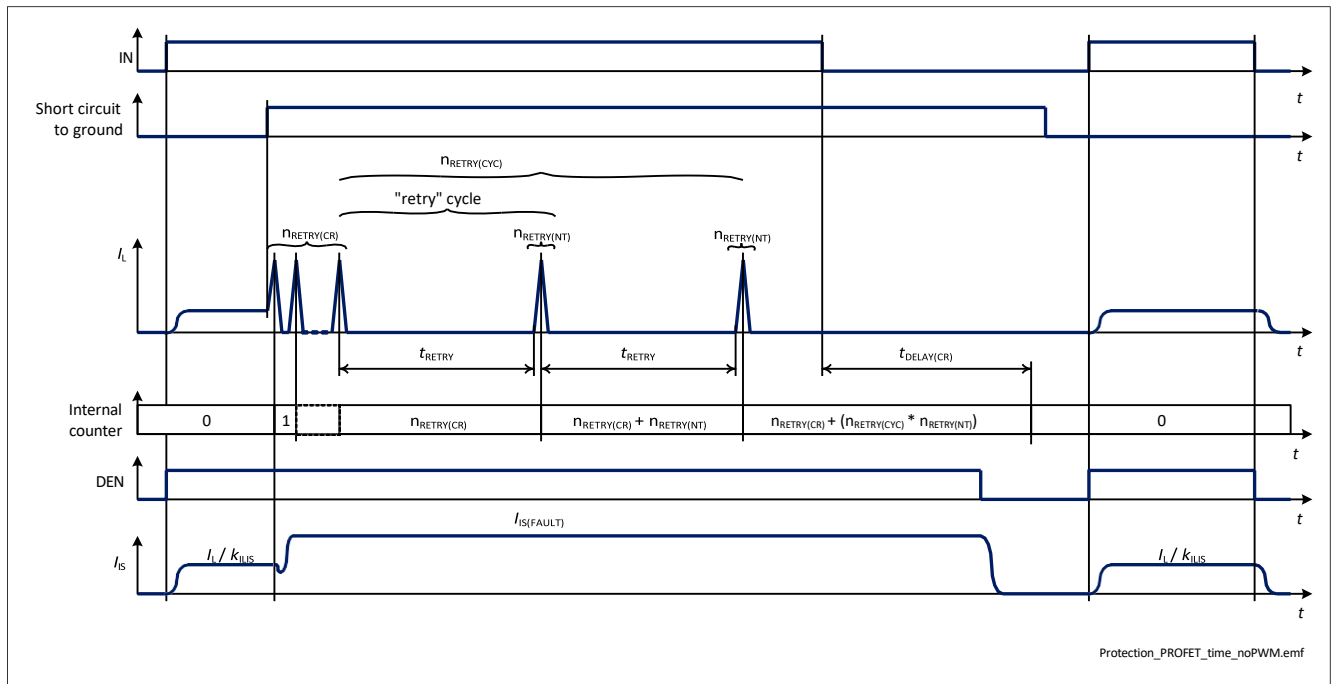 IN
t
Short circuit
to ground
t
nRETRY(CYC)
"retry" cycle
nRETRY(CR)
nRETRY(NT)
nRETRY(NT)
IL
t
tRETRY
tRETRY
tDELAY(CR)
Internal
counter
0
1
nRETRY(CR)
nRETRY(CR) + nRETRY(NT)
nRETRY(CR) + (nRETRY(CYC) * nRETRY(NT))
0
t
DEN
t
IIS(FAULT)
IIS
IL / kILIS
IL / kILIS
t
Protection_PROFET_time_noPWM.emf